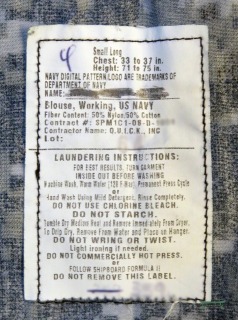 4
Small Long
Chest: 33 to 37 in.
Height: 71 to 75 in.
NAVY DIGITAL PATTERN,LOGO ARE TRADEMARKS OF
DEPARTMENT OF NAVY
NAME:
Blouse, Working, US NAVY
Fiber Content: 50% Nylon/50% Cotton
Contract #: SPM1C1-08-D-
Contractor Name: Q.U.I.C.K., INC
Lot:
LAUNDERING INSTRUCTIONS:
FOR BEST RESULTS, TURN GARMENT
INSIDE OUT BEFORE WASHING
Machine Wash, Warm Water (120 F Max), Permanent Press Cycle
or
Hand Wash Using Mild Detergent, Rinse Completely.
DO NOT USE CHLORINE BLEACH.
DO NOT STARCH.
Tumble Dry Medium Heat and Remove Immediately From Dryer.
To Drip Dry, Remove From Water and Place on Hanger.
DO NOT WRING OR TWIST.
Light ironing if needed.
DO NOT COMMERCIALLY HOT PRESS.
or
FOLLOW SHIPBOARD FORMULA II
DO NOT REMOVE THIS LABEL.